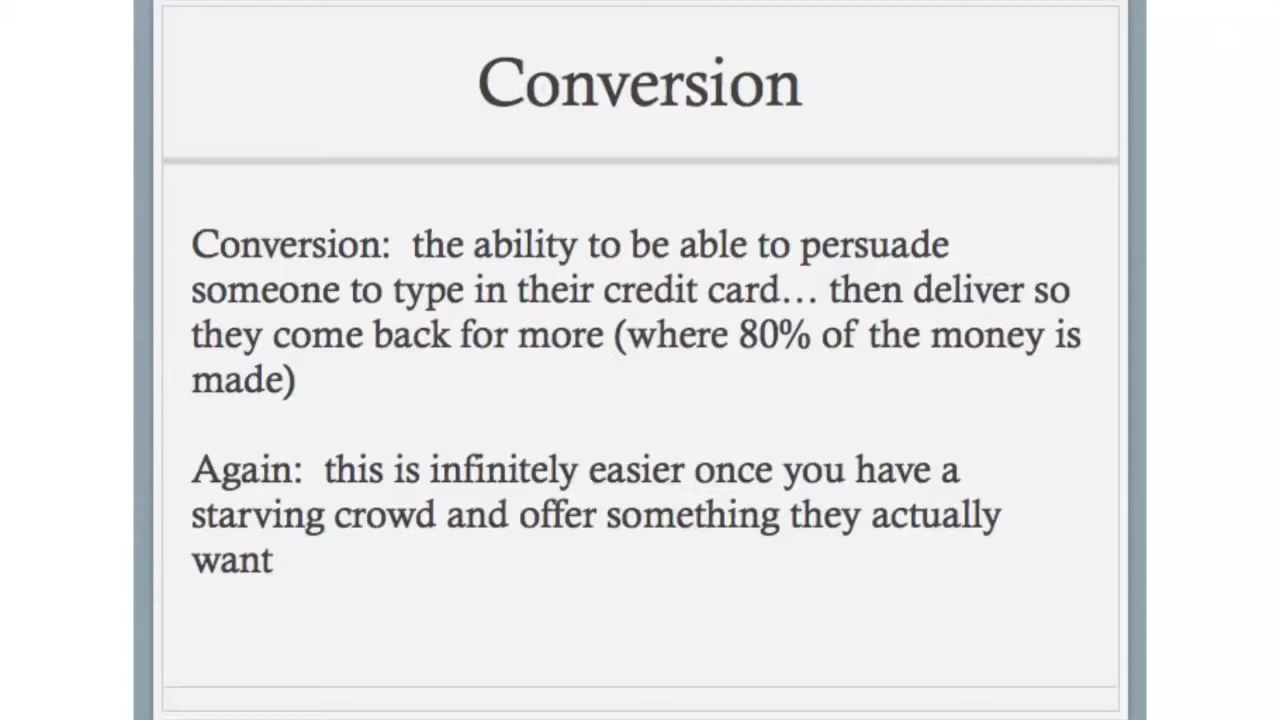 Conversion
Conversion:  the ability to be able to persuade
someone to type in their credit card… then deliver so
they come back for more (where 80% of the money is
made)
Again:  this is infinitely easier once you have a
starving crowd and offer something they actually
want